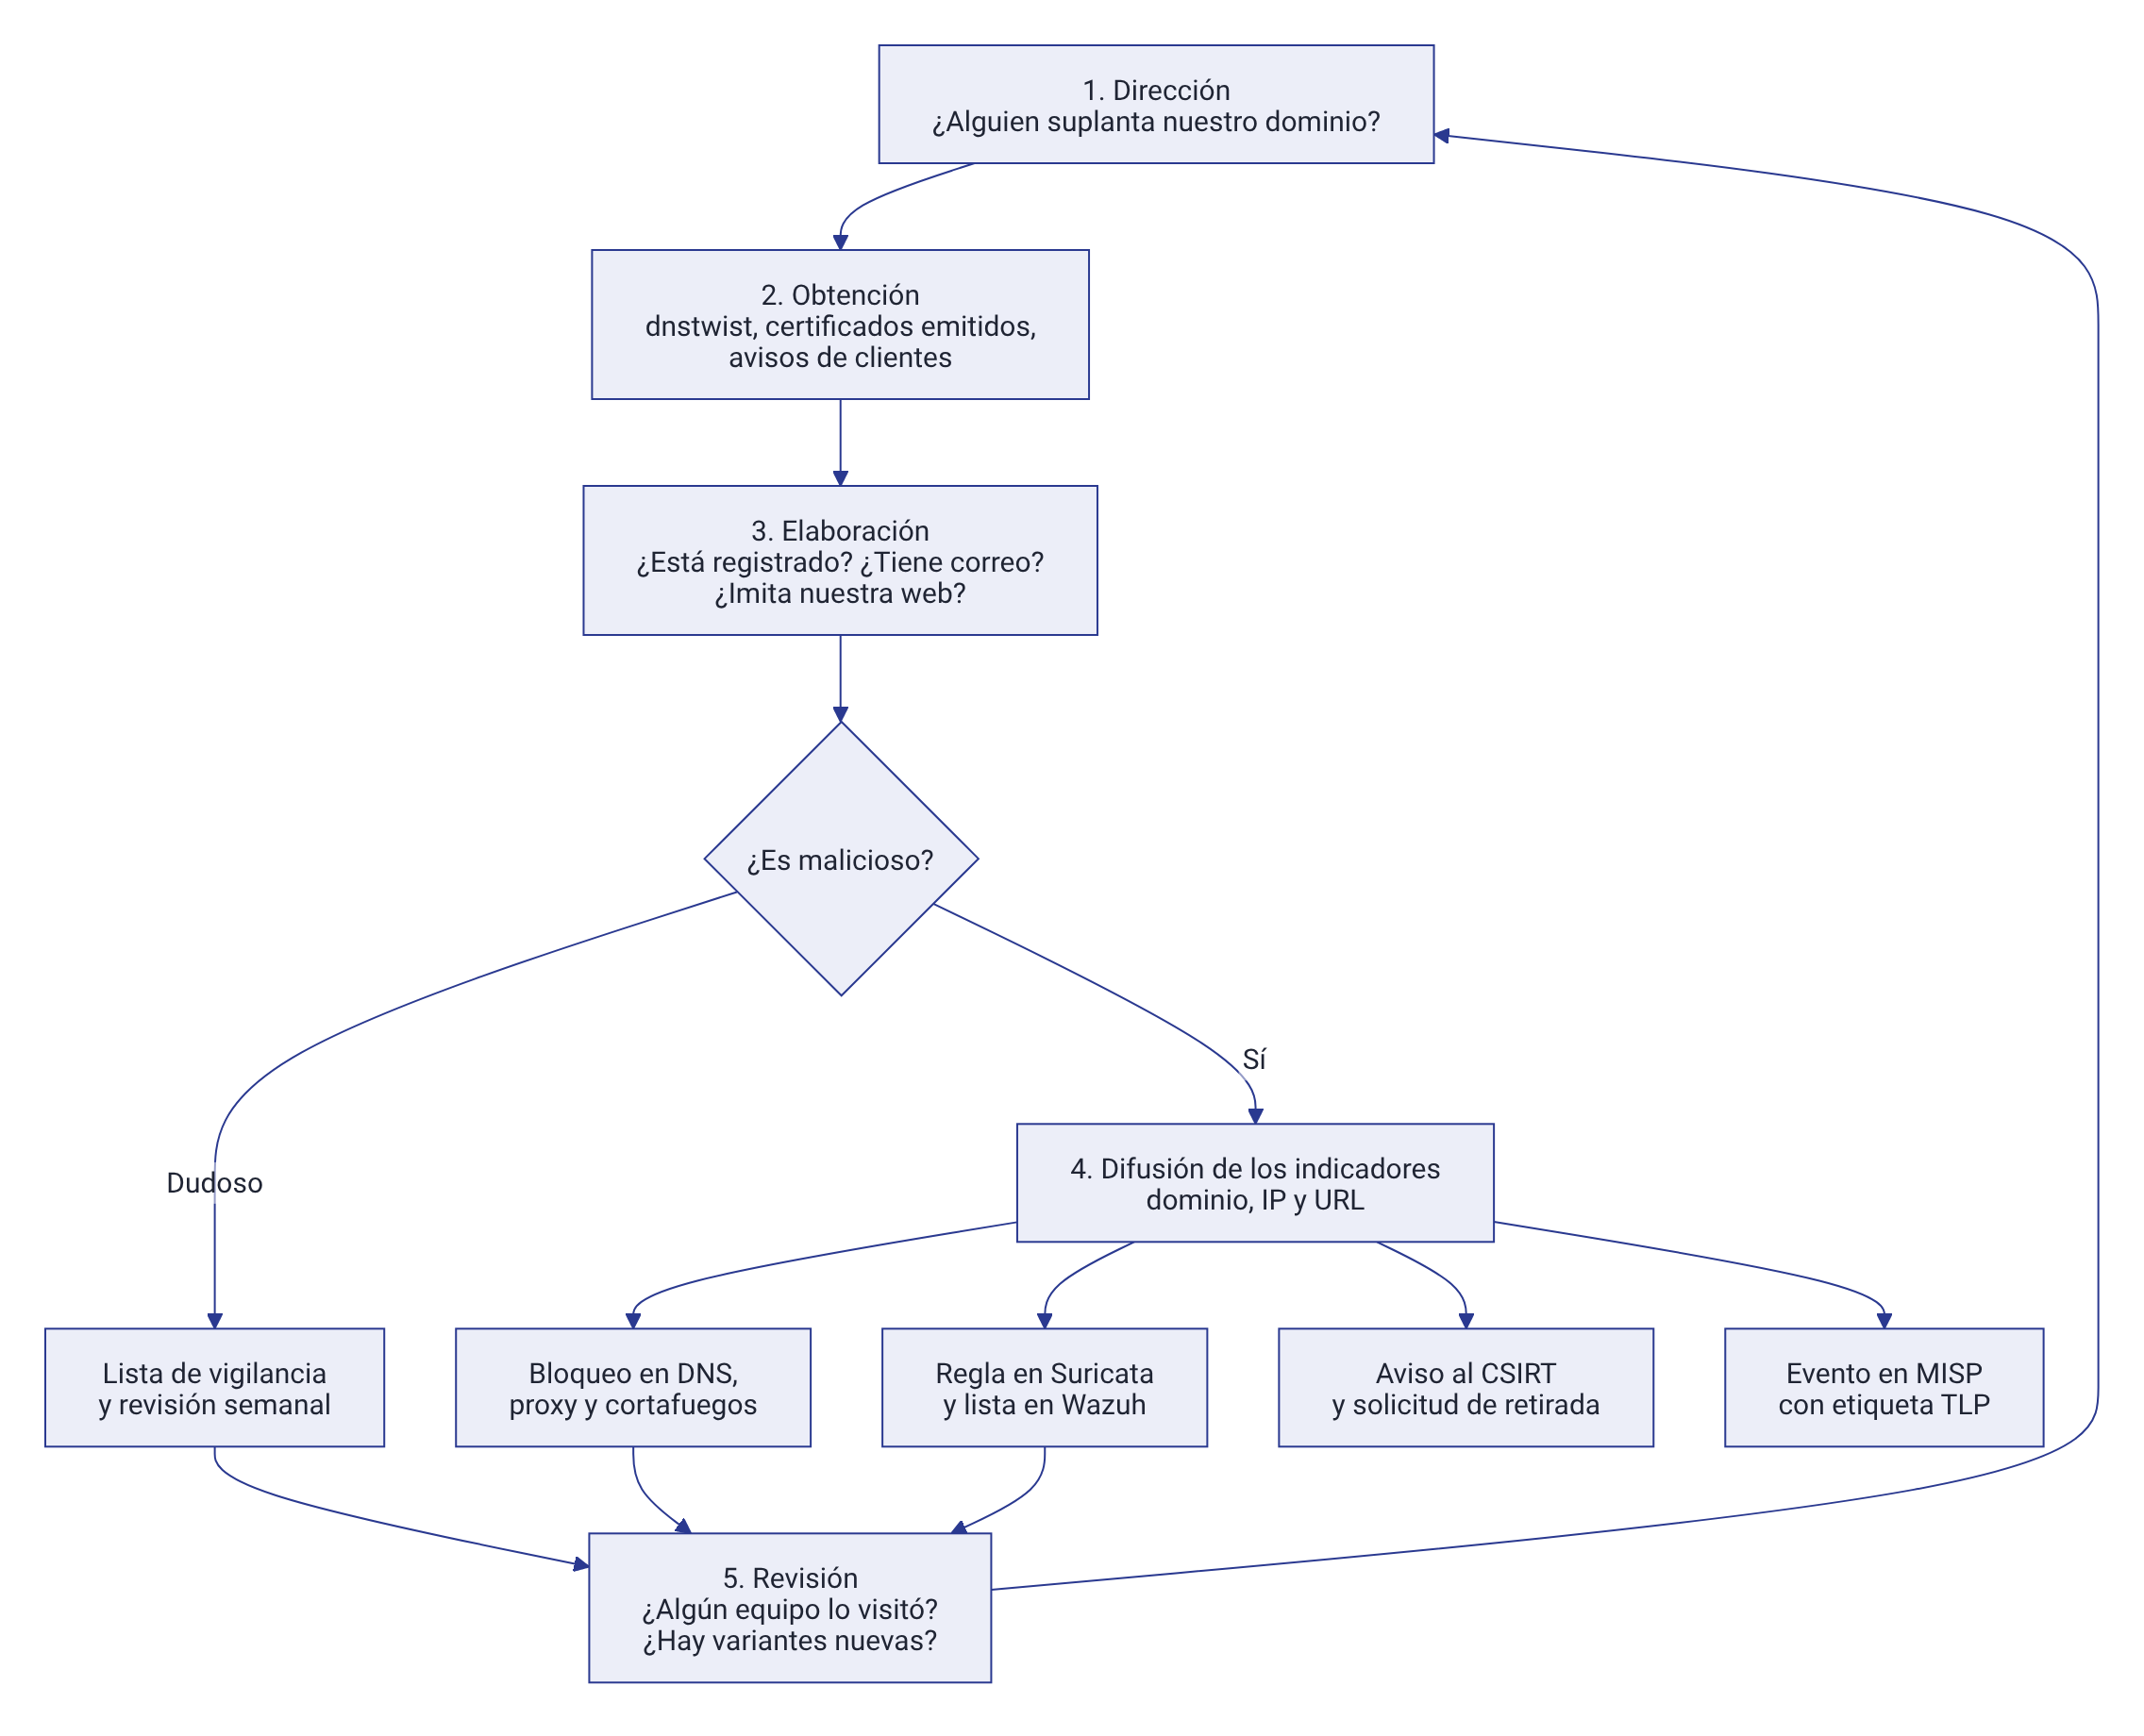 1. Dirección
¿Alguien suplanta nuestro dominio?
2. Obtención
dnstwist, certificados emitidos,
avisos de clientes
3. Elaboración
¿Está registrado? ¿Tiene correo?
¿Imita nuestra web?
¿Es malicioso?
Sí
Dudoso
4. Difusión de los indicadores
dominio, IP y URL
Lista de vigilancia
y revisión semanal
Bloqueo en DNS,
proxy y cortafuegos
Regla en Suricata
y lista en Wazuh
Aviso al CSIRT
y solicitud de retirada
Evento en MISP
con etiqueta TLP
5. Revisión
¿Algún equipo lo visitó?
¿Hay variantes nuevas?